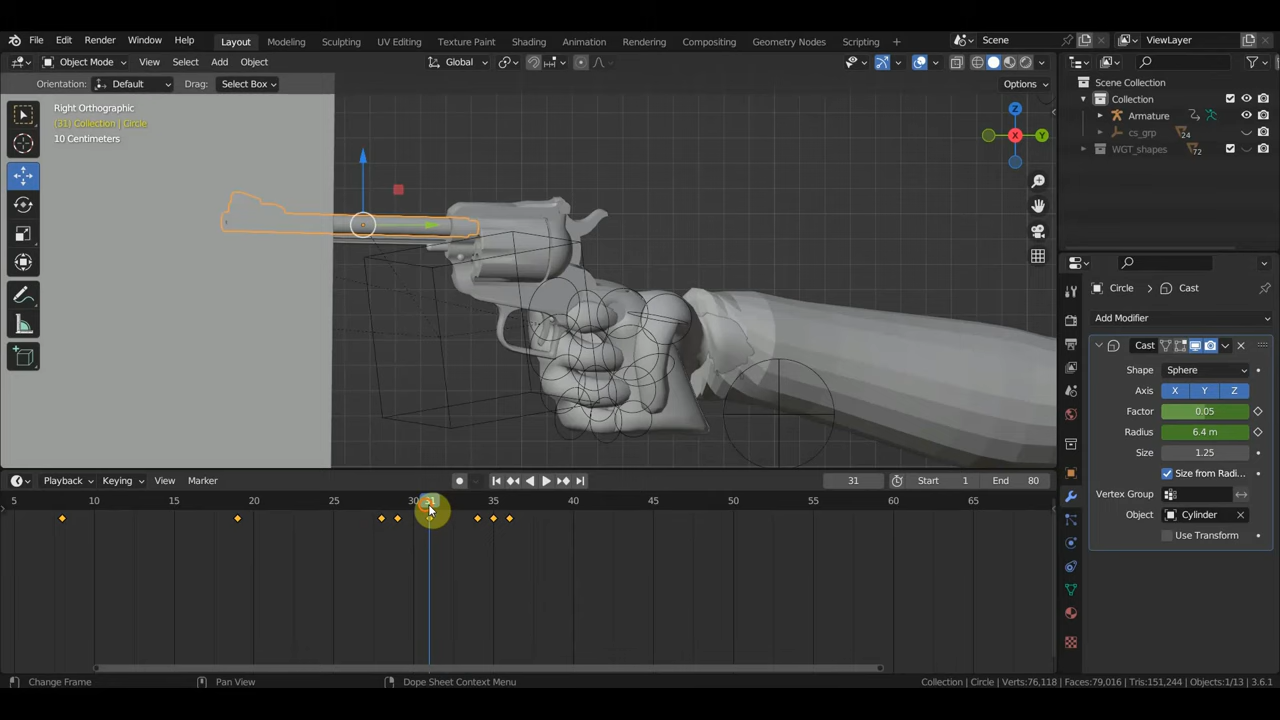 File Edit Render Window Help Layout Modeling Sculpting UV Editing Texture Paint Shading Animation Rendering Compositing Geometry Nodes Scripting + Scene ViewLayer
Object Mode View Select Add Object Global
Orientation: Default Drag: Select Box Options
Right Orthographic
(31) Collection | Circle
10 Centimeters
Z
X
Y
Scene Collection
Collection
Armature
cs_grp 24
WGT_shapes 72
Circle > Cast
Add Modifier
Cast
Shape Sphere
Axis X Y Z
Factor 0.05
Radius 6.4 m
Size 1.25
Size from Radi...
Vertex Group
Object Cylinder
Use Transform
Playback Keying View Marker 31 Start 1 End 80
5 10 15 20 25 30 31 35 40 45 50 55 60 65
Change Frame Pan View Dope Sheet Context Menu Collection | Circle | Verts:76,118 | Faces:79,016 | Tris:151,244 | Objects:1/13 | 3.6.1